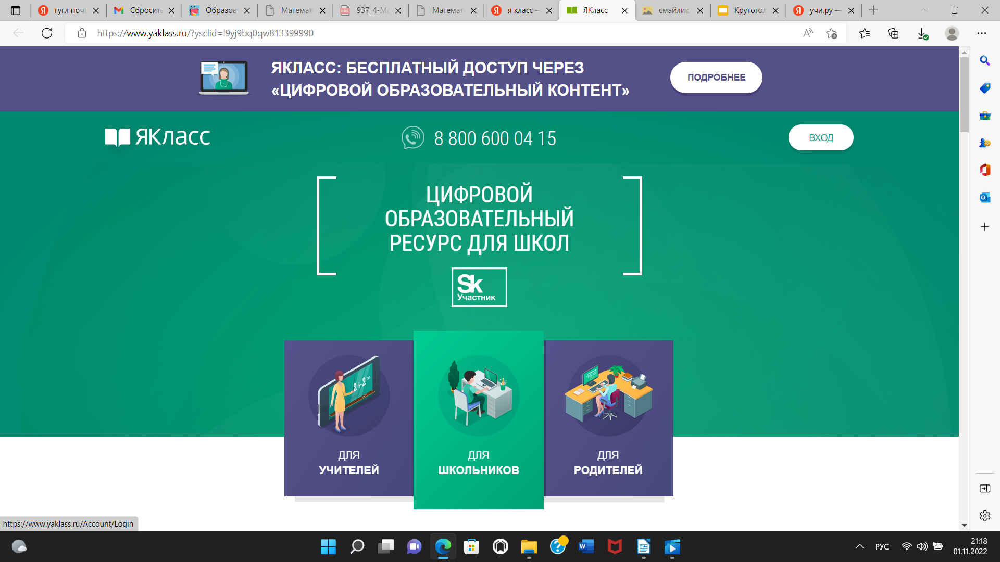 гугл почт
Сбросить
Образов
Математ
937_4-Ма
Математ
я класс —
ЯКласс
смайлик
Крутогол
учи.ру —
https://www.yaklass.ru/?ysclid=l9yj9bq0qw813399990
ЯКЛАСС: БЕСПЛАТНЫЙ ДОСТУП ЧЕРЕЗ
«ЦИФРОВОЙ ОБРАЗОВАТЕЛЬНЫЙ КОНТЕНТ»
ПОДРОБНЕЕ
ЯКласс
8 800 600 04 15
ВХОД
ЦИФРОВОЙ
ОБРАЗОВАТЕЛЬНЫЙ
РЕСУРС ДЛЯ ШКОЛ
Sk
Участник
2+2=
ДЛЯ
УЧИТЕЛЕЙ
ДЛЯ
ШКОЛЬНИКОВ
ДЛЯ
РОДИТЕЛЕЙ
https://www.yaklass.ru/Account/Login
РУС
21:18
01.11.2022